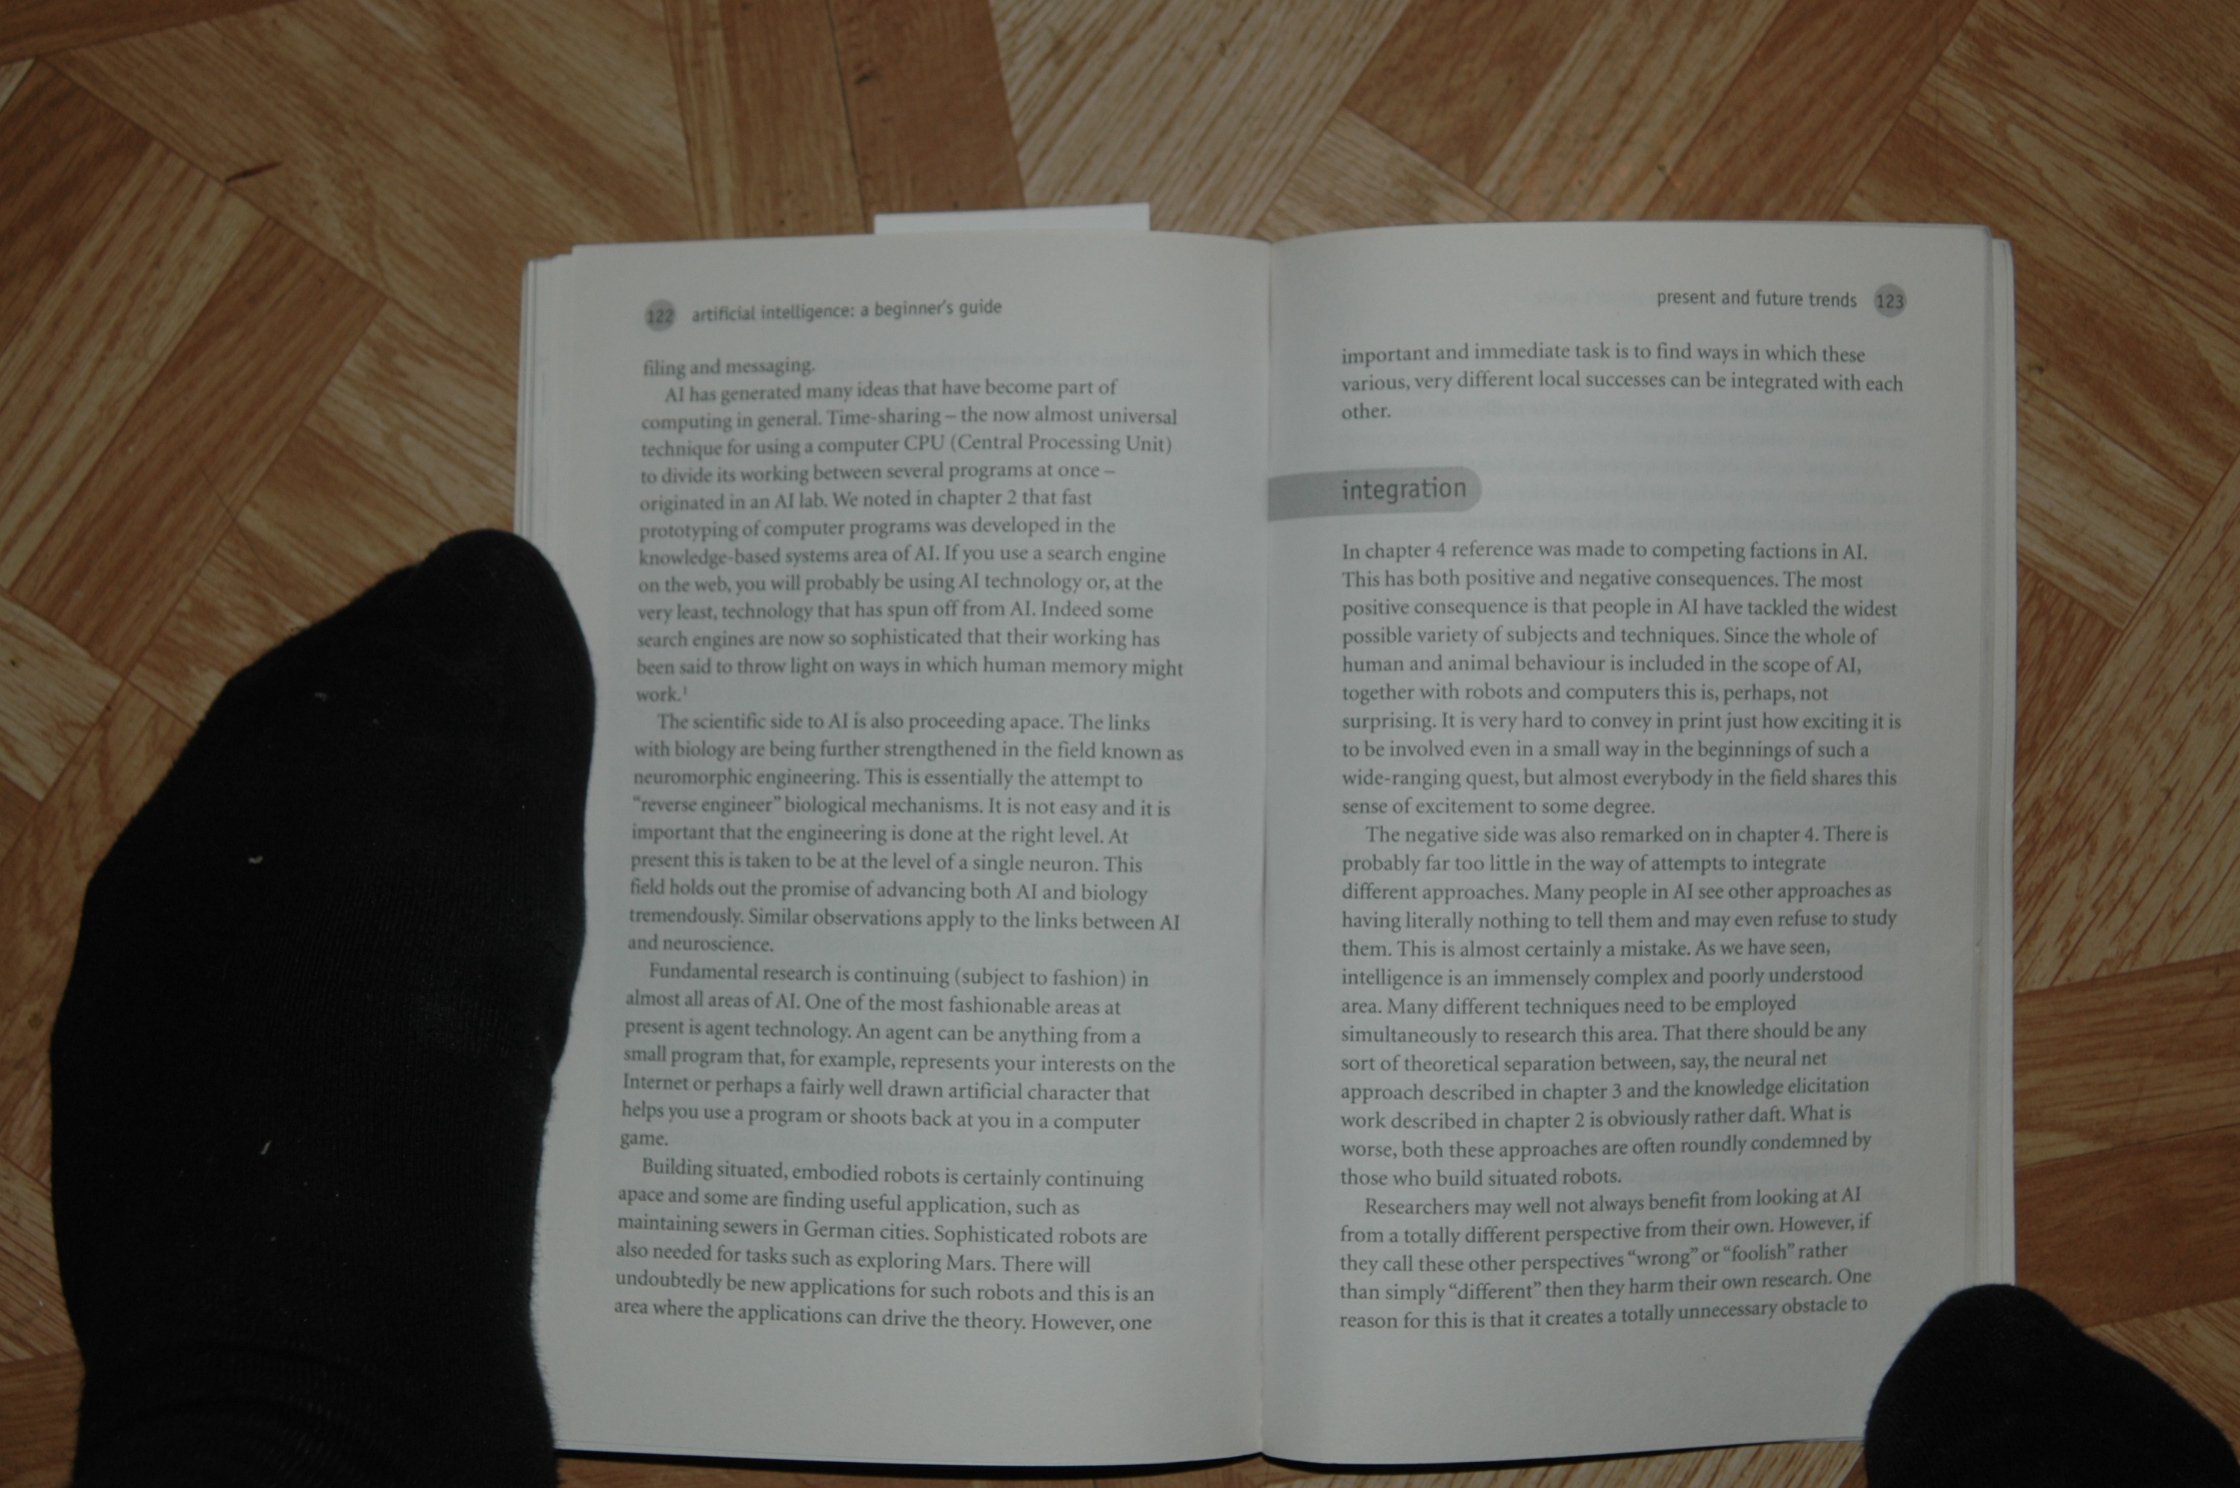 122 artificial intelligence: a beginner's guide
filing and messaging.
AI has generated many ideas that have become part of
computing in general. Time-sharing – the now almost universal
technique for using a computer CPU (Central Processing Unit)
to divide its working between several programs at once –
originated in an AI lab. We noted in chapter 2 that fast
prototyping of computer programs was developed in the
knowledge-based systems area of AI. If you use a search engine
on the web, you will probably be using AI technology or, at the
very least, technology that has spun off from AI. Indeed some
search engines are now so sophisticated that their working has
been said to throw light on ways in which human memory might
work.¹
The scientific side to AI is also proceeding apace. The links
with biology are being further strengthened in the field known as
neuromorphic engineering. This is essentially the attempt to
“reverse engineer” biological mechanisms. It is not easy and it is
important that the engineering is done at the right level. At
present this is taken to be at the level of a single neuron. This
field holds out the promise of advancing both AI and biology
tremendously. Similar observations apply to the links between AI
and neuroscience.
Fundamental research is continuing (subject to fashion) in
almost all areas of AI. One of the most fashionable areas at
present is agent technology. An agent can be anything from a
small program that, for example, represents your interests on the
Internet or perhaps a fairly well drawn artificial character that
helps you use a program or shoots back at you in a computer
game.
Building situated, embodied robots is certainly continuing
apace and some are finding useful application, such as
maintaining sewers in German cities. Sophisticated robots are
also needed for tasks such as exploring Mars. There will
undoubtedly be new applications for such robots and this is an
area where the applications can drive the theory. However, one
present and future trends 123
important and immediate task is to find ways in which these
various, very different local successes can be integrated with each
other.
integration
In chapter 4 reference was made to competing factions in AI.
This has both positive and negative consequences. The most
positive consequence is that people in AI have tackled the widest
possible variety of subjects and techniques. Since the whole of
human and animal behaviour is included in the scope of AI,
together with robots and computers this is, perhaps, not
surprising. It is very hard to convey in print just how exciting it is
to be involved even in a small way in the beginnings of such a
wide-ranging quest, but almost everybody in the field shares this
sense of excitement to some degree.
The negative side was also remarked on in chapter 4. There is
probably far too little in the way of attempts to integrate
different approaches. Many people in AI see other approaches as
having literally nothing to tell them and may even refuse to study
them. This is almost certainly a mistake. As we have seen,
intelligence is an immensely complex and poorly understood
area. Many different techniques need to be employed
simultaneously to research this area. That there should be any
sort of theoretical separation between, say, the neural net
approach described in chapter 3 and the knowledge elicitation
work described in chapter 2 is obviously rather daft. What is
worse, both these approaches are often roundly condemned by
those who build situated robots.
Researchers may well not always benefit from looking at AI
from a totally different perspective from their own. However, if
they call these other perspectives “wrong” or “foolish” rather
than simply “different” then they harm their own research. One
reason for this is that it creates a totally unnecessary obstacle to